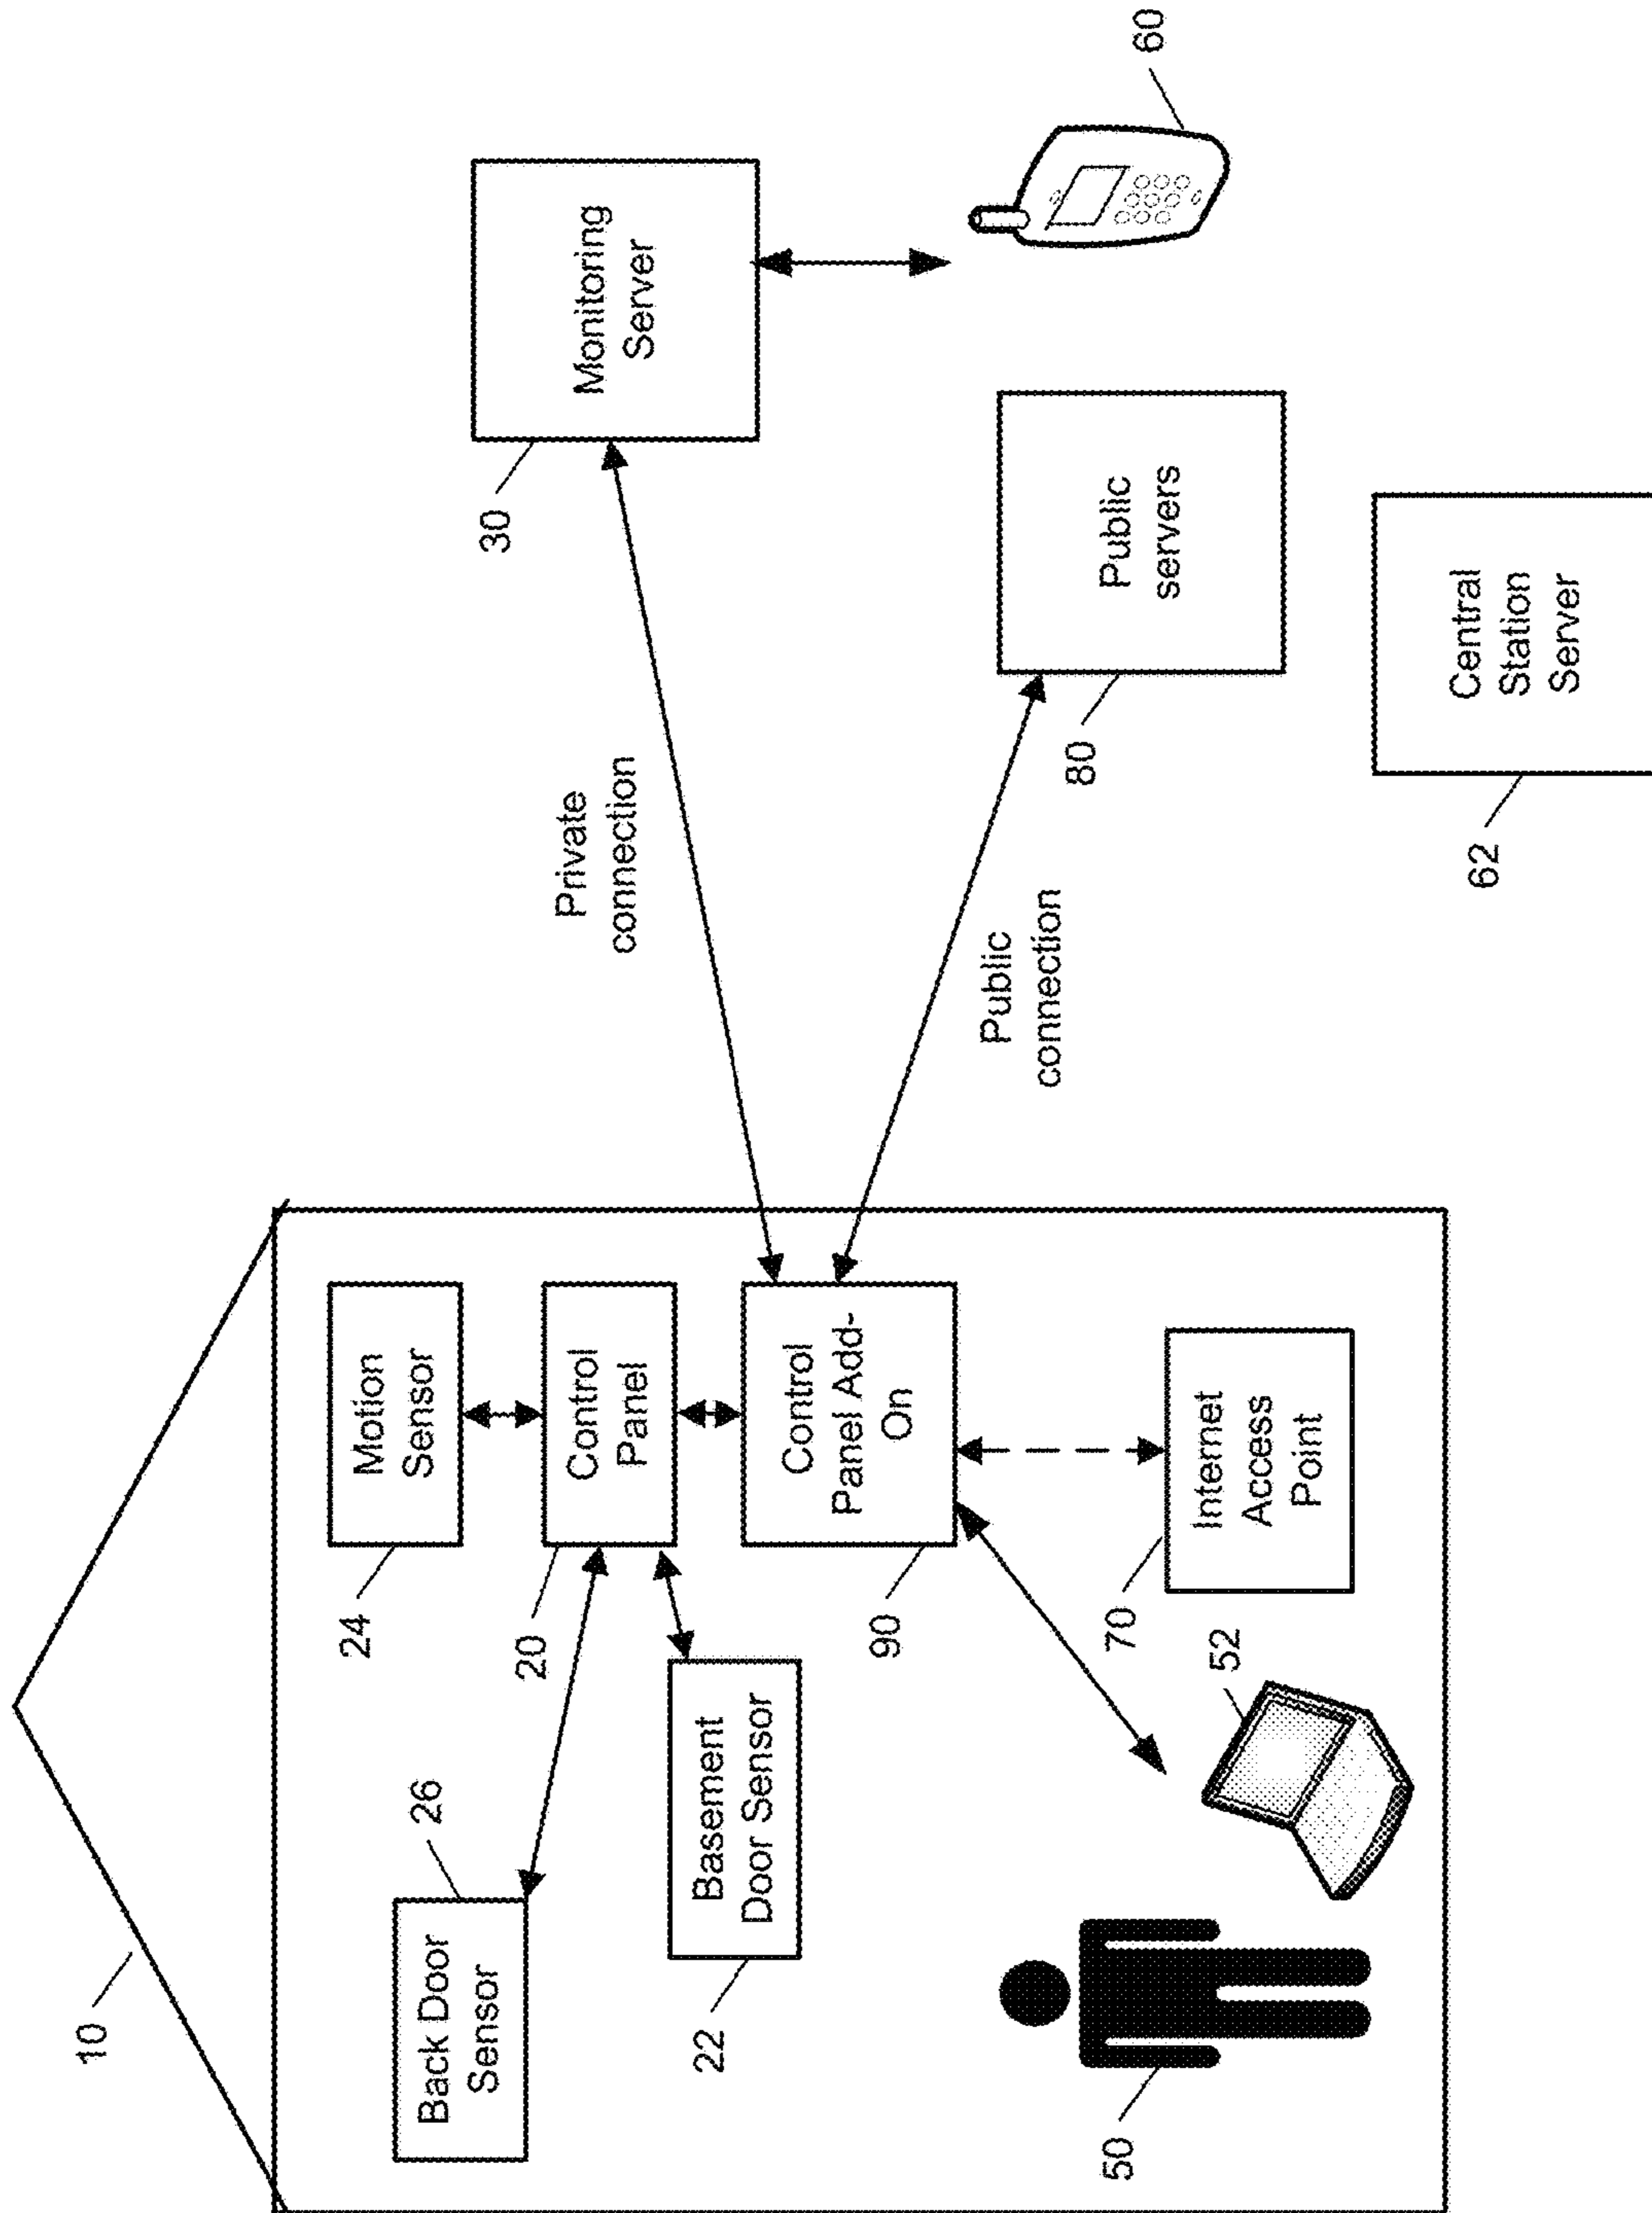 10
Back Door
Sensor
26
Basement
Door Sensor
22
50
52
Motion
Sensor
24
Control
Panel
20
Control
Panel Add-
On
90
Internet
Access
Point
70
Private
connection
Public
connection
Monitoring
Server
30
Public
servers
80
Central
Station
Server
62
60